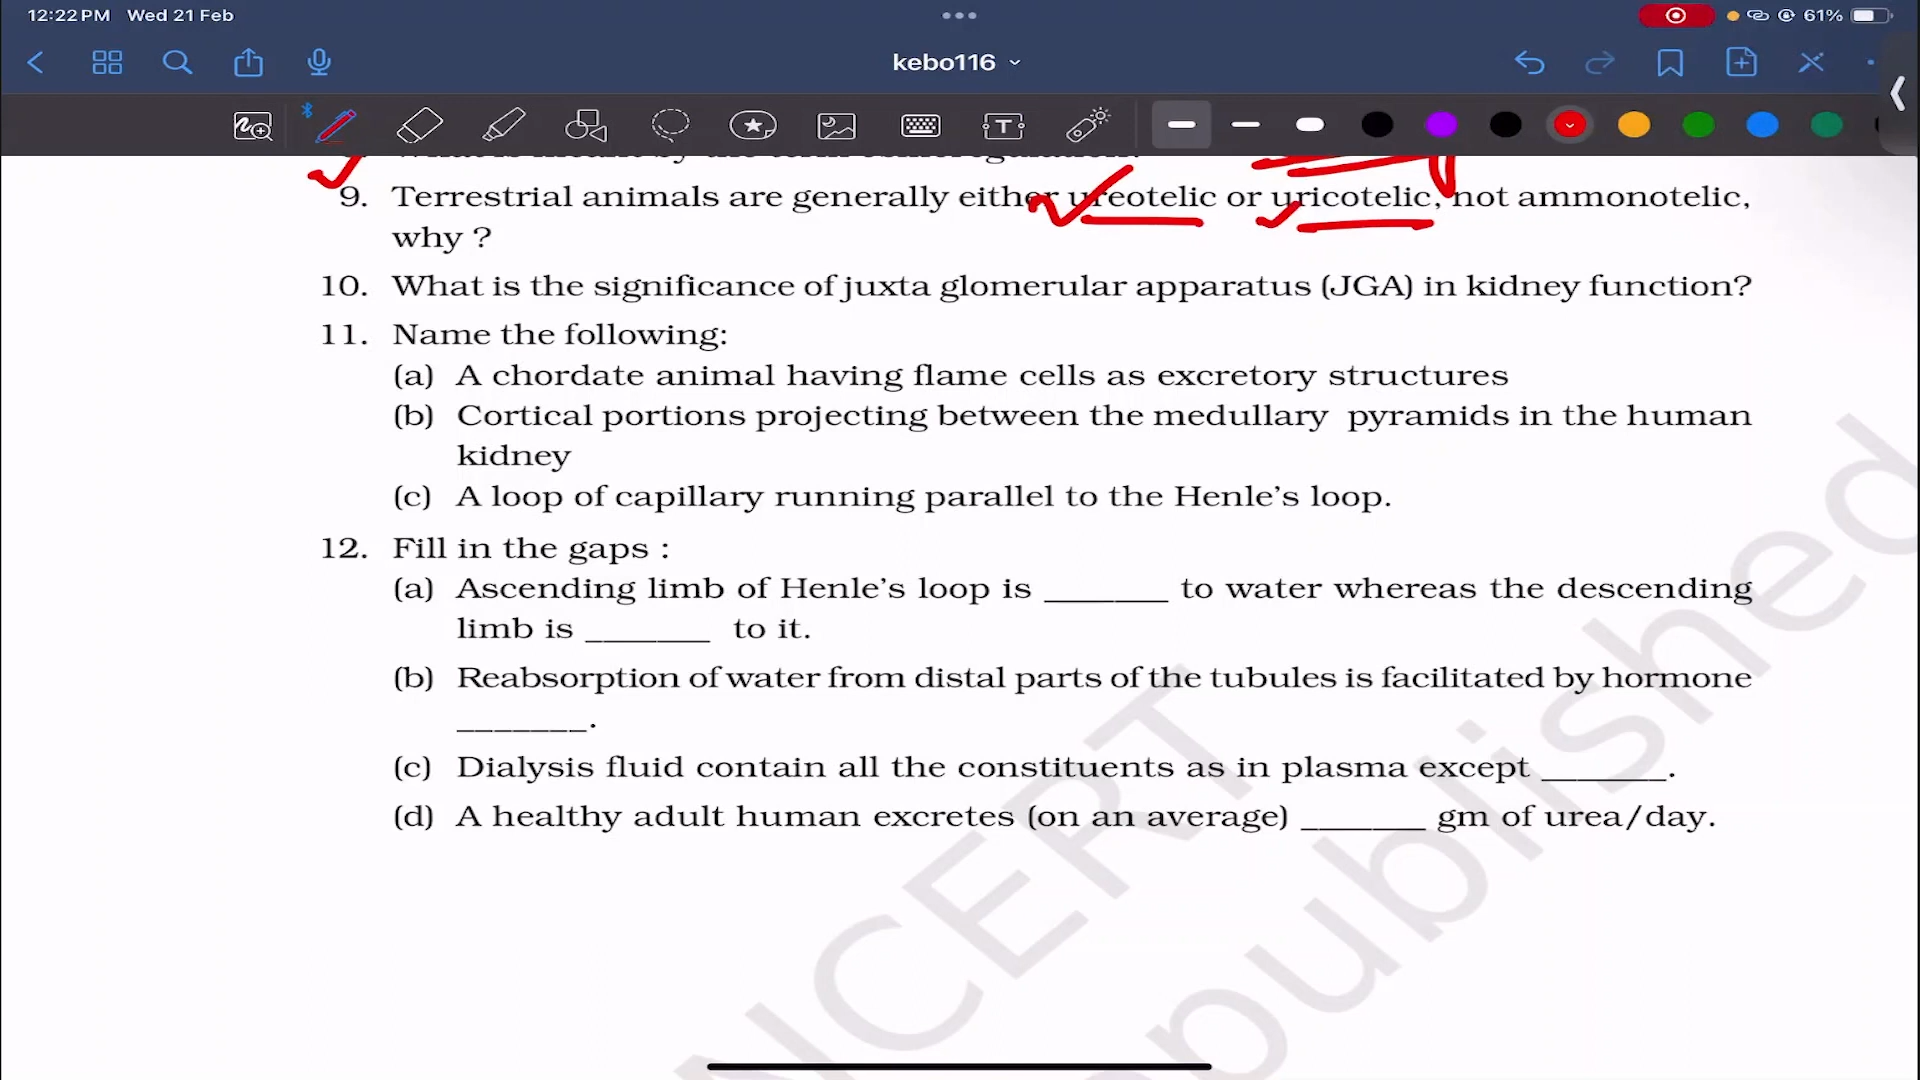 12:22 PM Wed 21 Feb
61%
kebo116
9. Terrestrial animals are generally either ureotelic or uricotelic, not ammonotelic,
why ?
10. What is the significance of juxta glomerular apparatus (JGA) in kidney function?
11. Name the following:
(a) A chordate animal having flame cells as excretory structures
(b) Cortical portions projecting between the medullary pyramids in the human
kidney
(c) A loop of capillary running parallel to the Henle's loop.
12. Fill in the gaps :
(a) Ascending limb of Henle's loop is _______ to water whereas the descending
limb is _______ to it.
(b) Reabsorption of water from distal parts of the tubules is facilitated by hormone
_______.
(c) Dialysis fluid contain all the constituents as in plasma except _______.
(d) A healthy adult human excretes (on an average) _______ gm of urea/day.
NCERT
published